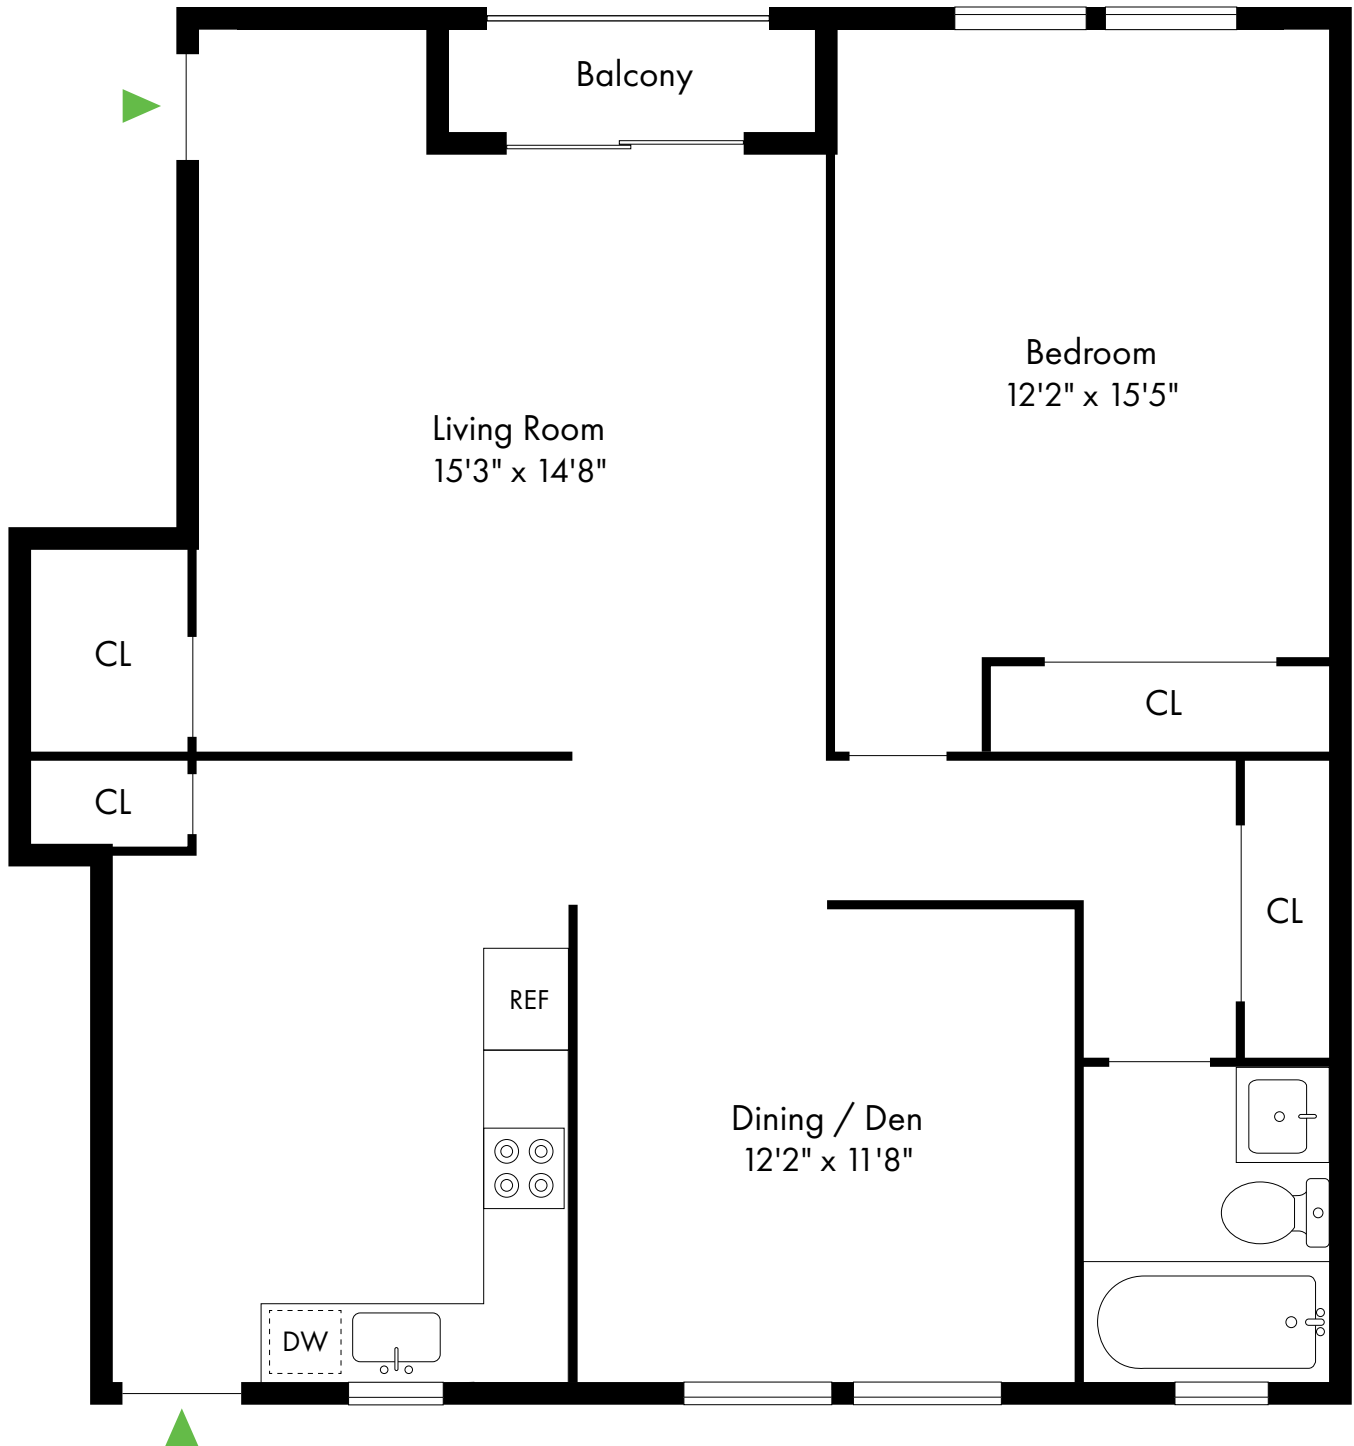 Balcony
Bedroom
12'2" x 15'5"
Living Room
15'3" x 14'8"
CL
CL
CL
CL
REF
Dining / Den
12'2" x 11'8"
DW